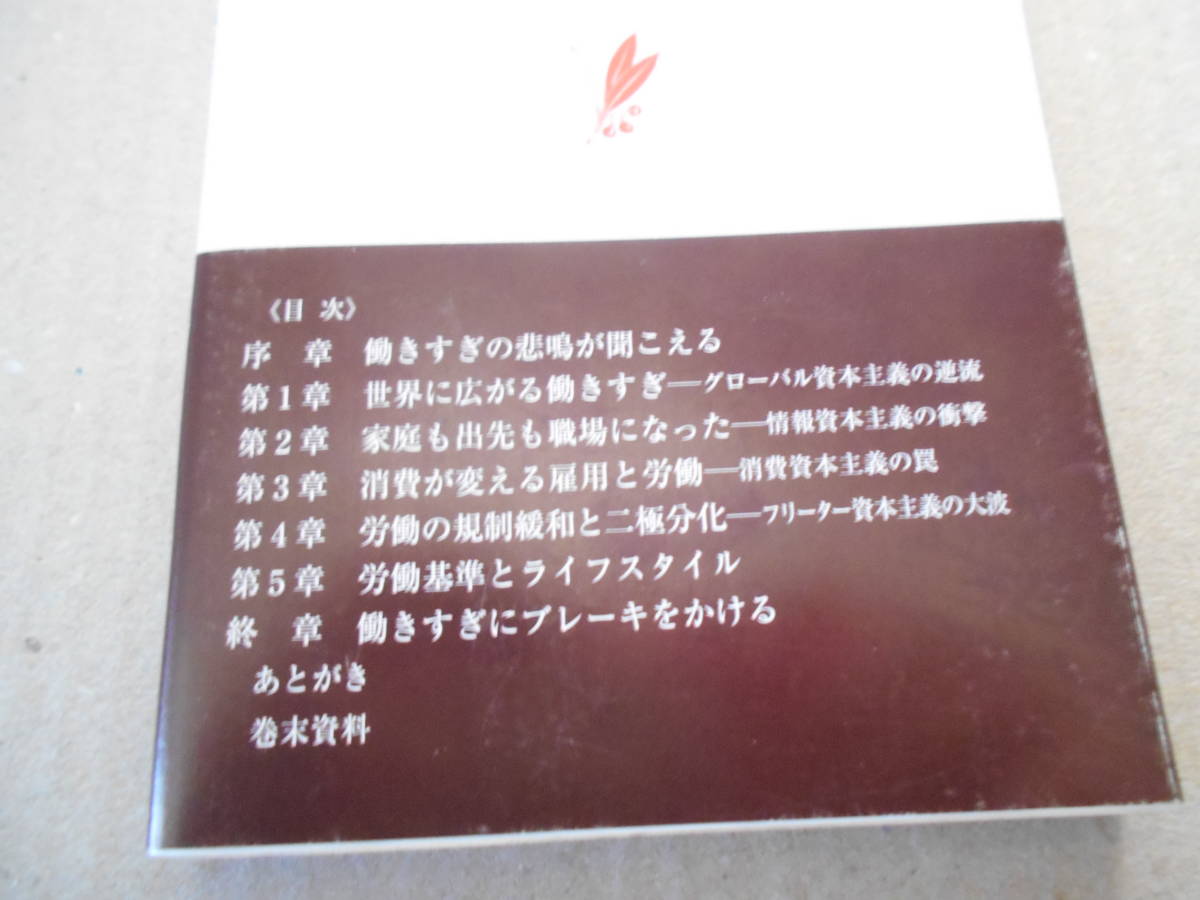 《目 次》
序 章 働きすぎの悲鳴が聞こえる
第1章 世界に広がる働きすぎ―グローバル資本主義の逆流
第2章 家庭も出先も職場になった―情報資本主義の衝撃
第3章 消費が変える雇用と労働―消費資本主義の罠
第4章 労働の規制緩和と二極分化―フリーター資本主義の大波
第5章 労働基準とライフスタイル
終 章 働きすぎにブレーキをかける
あとがき
巻末資料